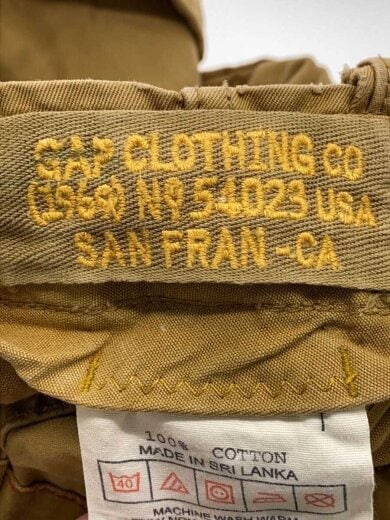 GAP CLOTHING CO
(1969) Nº 54023 USA
SAN FRAN-CA
100% COTTON
MADE IN SRI LANKA
40
MACHINE WASH WARM